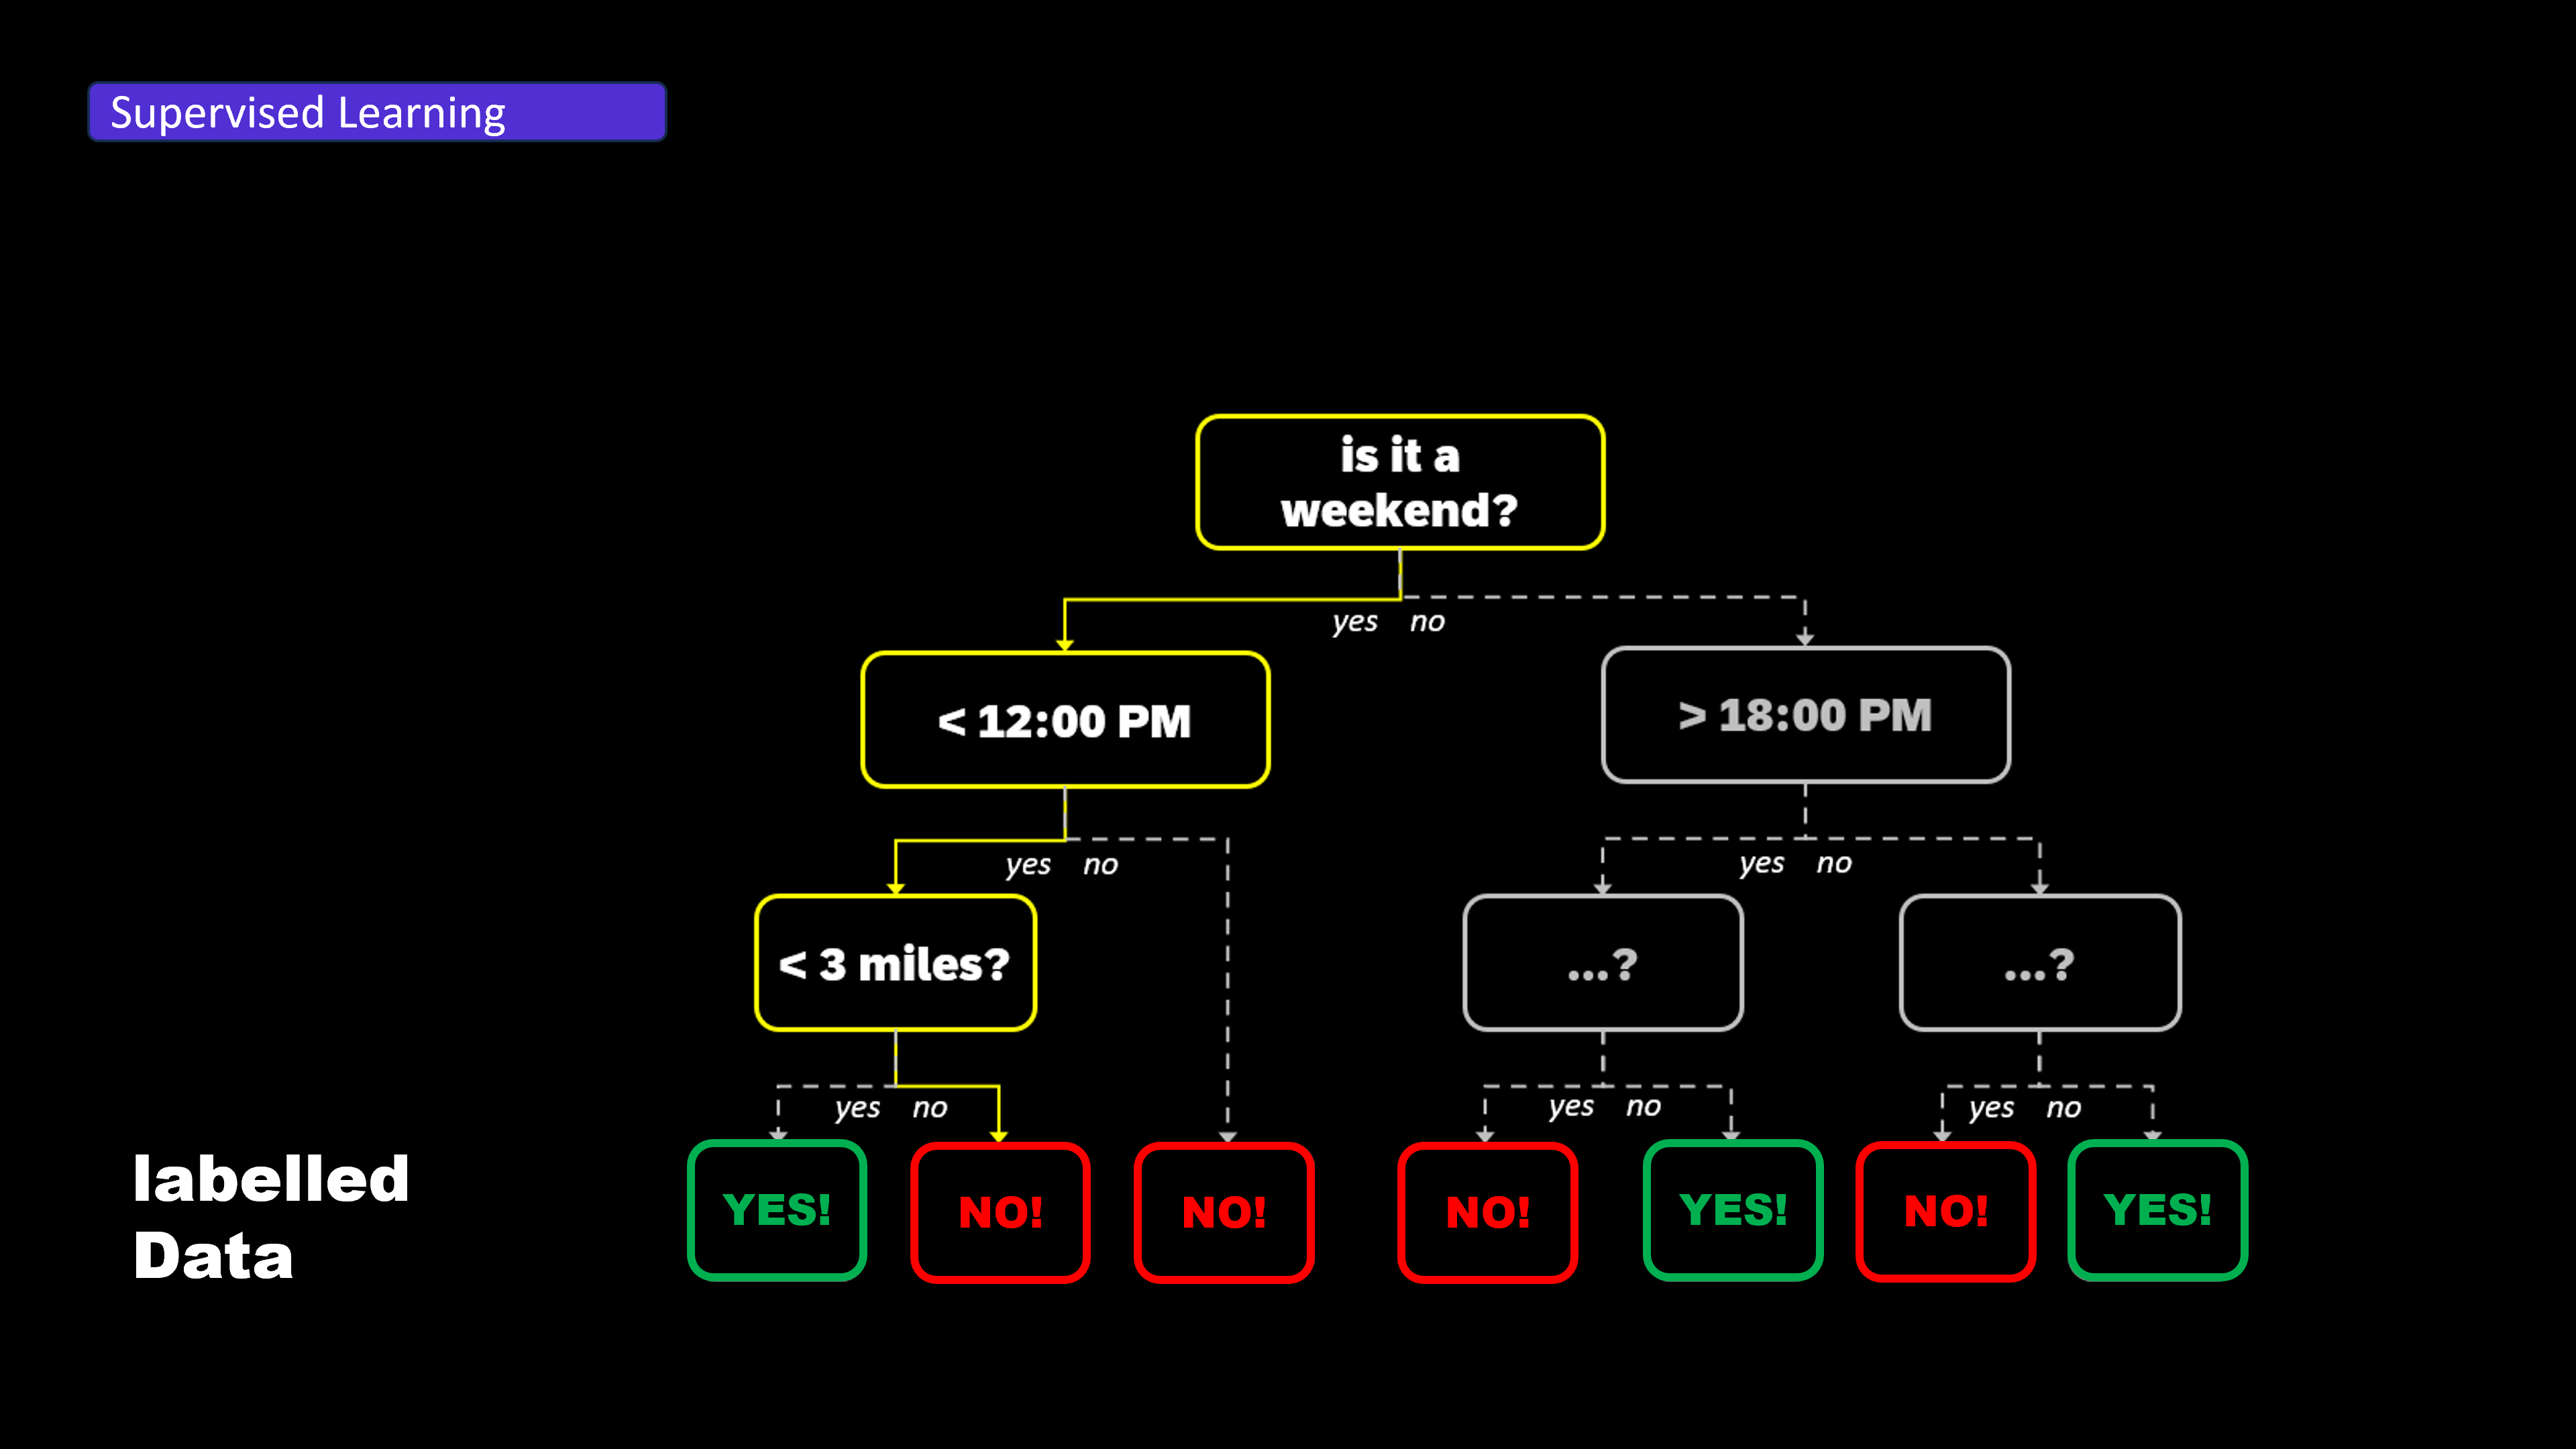 Supervised Learning
is it a
weekend?
yes no
< 12:00 PM
> 18:00 PM
yes no
yes no
< 3 miles?
...?
...?
yes no
yes no
yes no
labelled
Data
YES!
NO!
NO!
NO!
YES!
NO!
YES!